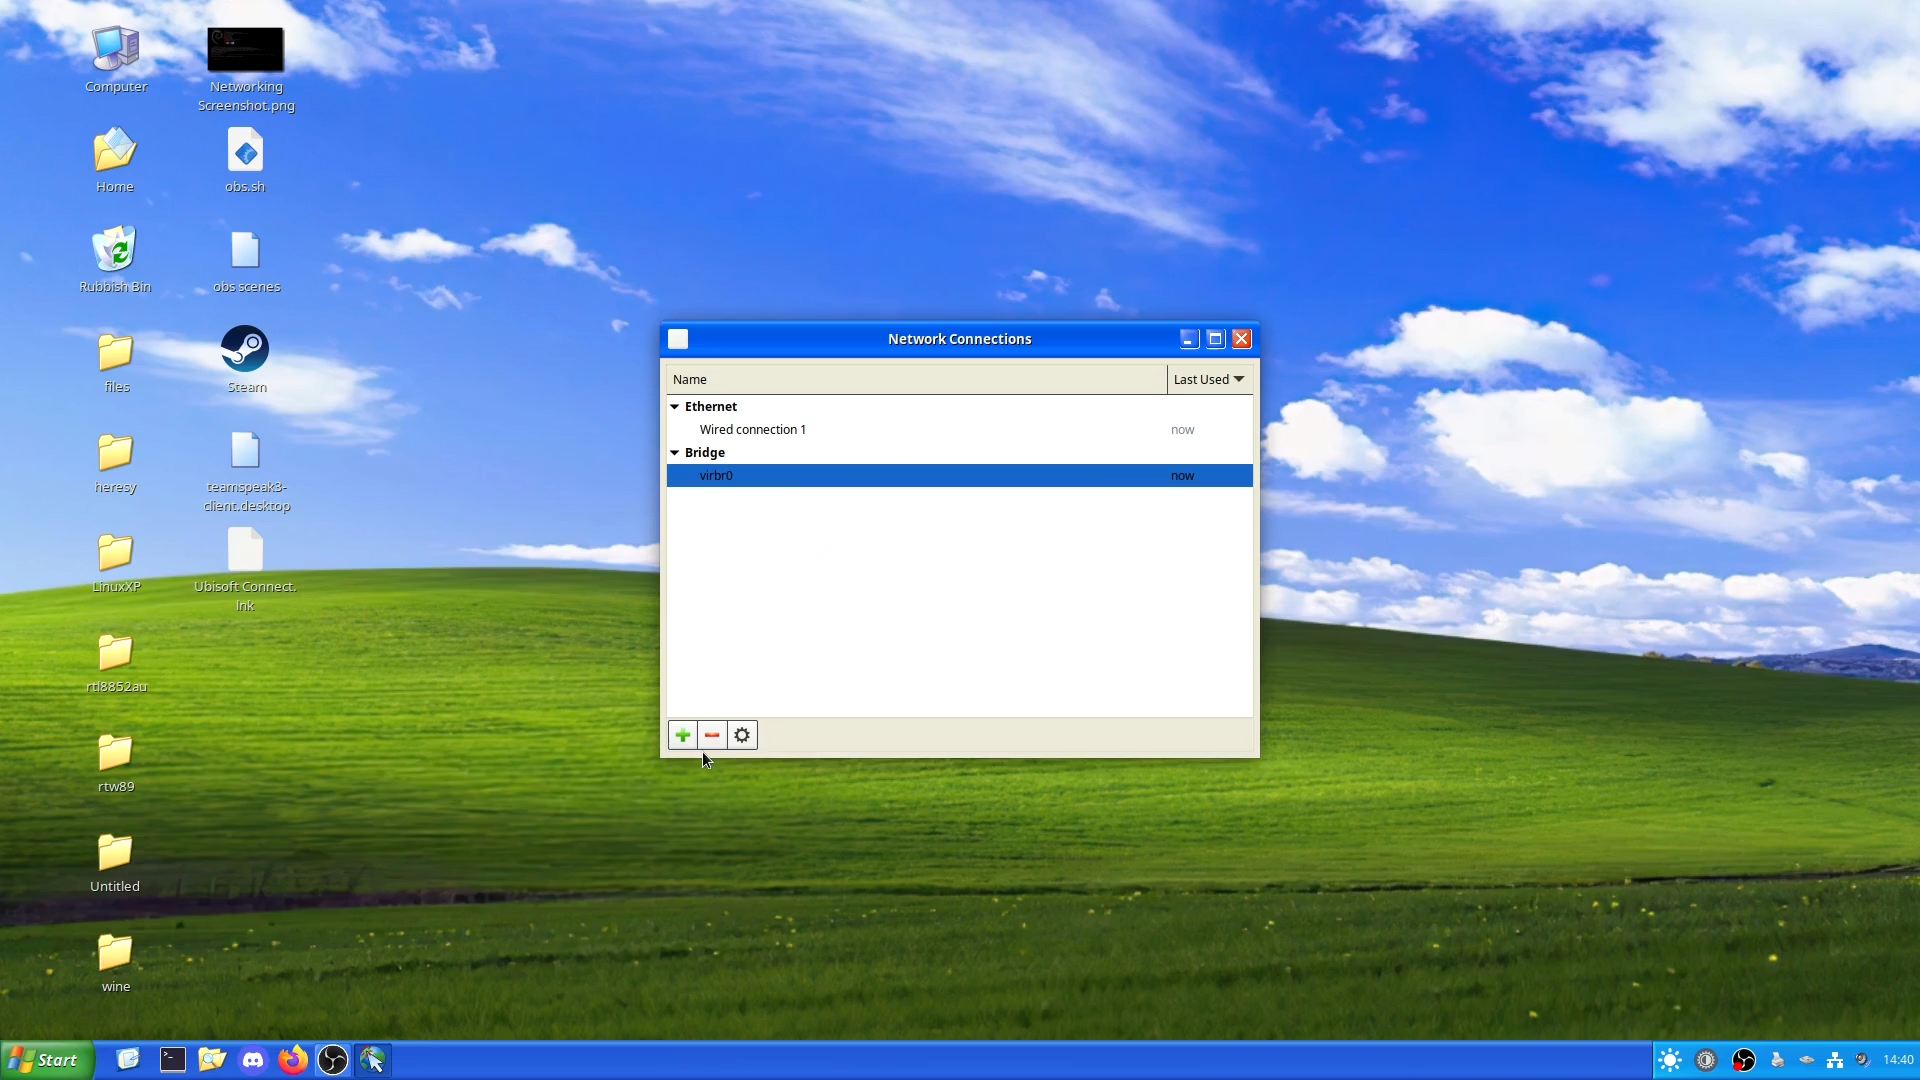 Computer
Networking
Screenshot.png
Home
obs.sh
Rubbish Bin
obs scenes
files
Steam
heresy
teamspeak3-
client.desktop
LinuxXP
Ubisoft Connect.
lnk
rtl8852au
rtw89
Untitled
wine
Network Connections
Name
Last Used
Ethernet
Wired connection 1
now
Bridge
virbr0
now
Start
14:40